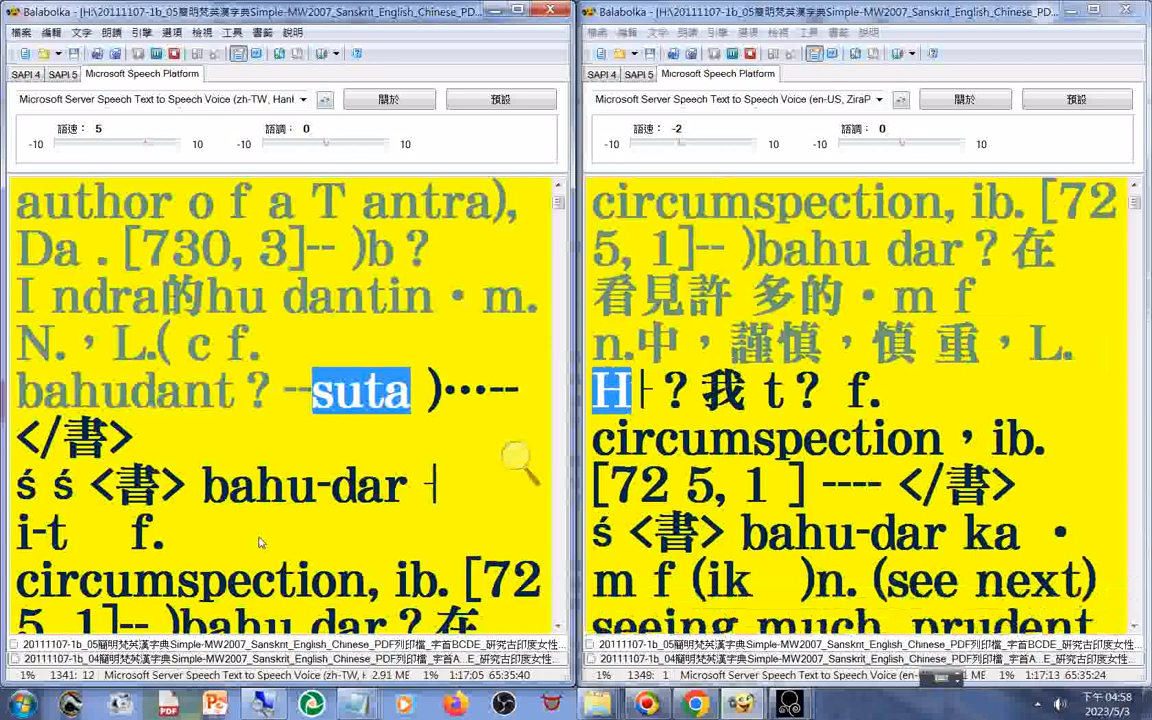 Balabolka - [H:\20111107-1b_05簡明梵英漢字典Simple-MW2007_Sanskrit_English_Chinese_PD...
檔案 編輯 文字 朗讀 引擎 選項 檢視 工具 書籤 說明
SAPI 4 SAPI 5 Microsoft Speech Platform
Microsoft Server Speech Text to Speech Voice (zh-TW, Hanl 關於 預設
語速： 5 語調： 0
-10 10 -10 10
author o f a T antra),
Da . [730, 3]-- )b？
I ndra的hu dantin・m.
N.，L.( c f.
bahudant？--suta )…--
</書>
ś ś <書> bahu-dar ┤
i-t f.
circumspection, ib. [72
5, 1]-- )bahu dar？在
20111107-1b_05簡明梵英漢字典Simple-MW2007_Sanskrit_English_Chinese_PDF列印檔_字首BCDE_研究古印度女性...
20111107-1b_04簡明梵英漢字典Simple-MW2007_Sanskrit_English_Chinese_PDF列印檔_字首A...E_研究古印度女性...
1% 1341: 12 Microsoft Server Speech Text to Speech Voice (zh-TW, H 2.91 ME 1% 1:17:05 65:35:40
Balabolka - [H:\20111107-1b_05簡明梵英漢字典Simple-MW2007_Sanskrit_English_Chinese_PD...
檔案 編輯 文字 朗讀 引擎 選項 檢視 工具 書籤 說明
SAPI 4 SAPI 5 Microsoft Speech Platform
Microsoft Server Speech Text to Speech Voice (en-US, ZiraP 關於 預設
語速： -2 語調： 0
-10 10 -10 10
circumspection, ib. [72
5, 1]-- )bahu dar？在
看見許 多的・m f
n.中，謹慎，慎 重，L.
H├？我 t？ f.
circumspection，ib.
[72 5, 1 ] ---- </書>
ś <書> bahu-dar ka・
m f (ik )n. (see next)
seeing much, prudent
20111107-1b_05簡明梵英漢字典Simple-MW2007_Sanskrit_English_Chinese_PDF列印檔_字首BCDE_研究古印度女性...
20111107-1b_04簡明梵英漢字典Simple-MW2007_Sanskrit_English_Chinese_PDF列印檔_字首A...E_研究古印度女性...
1% 1349: 1 Microsoft Server Speech Text to Speech Voice (en-US, ZiraP 1% 1:17:13 65:35:24
下午 04:58
2023/5/3